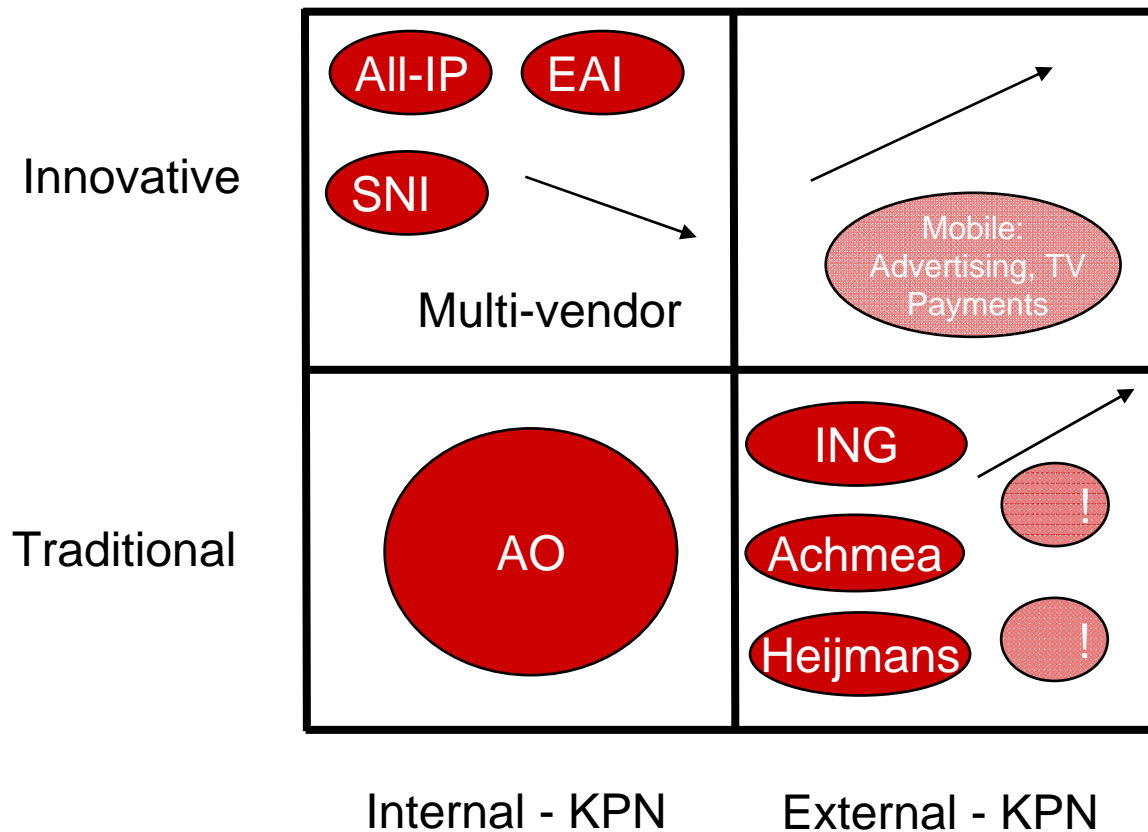 All-IP
EAI
Innovative
SNI
Mobile:
Advertising, TV
Payments
Multi-vendor
ING
!
Traditional
AO
Achmea
Heijmans
!
Internal - KPN
External - KPN